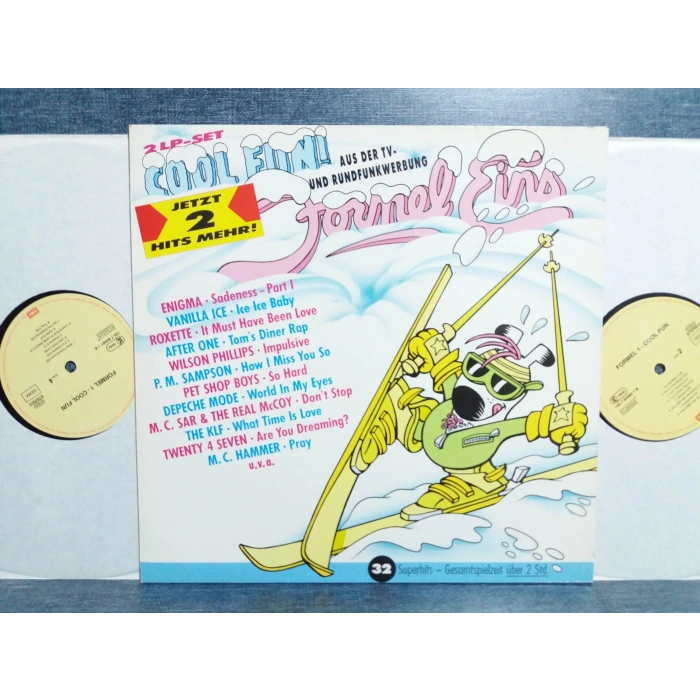 2 LP-SET
COOL FUN!
AUS DER TV-
UND RUNDFUNKWERBUNG
Formel Eins
JETZT
2
HITS MEHR!
ENIGMA · Sadeness – Part I
VANILLA ICE · Ice Ice Baby
ROXETTE · It Must Have Been Love
AFTER ONE · Tom's Diner Rap
WILSON PHILLIPS · Impulsive
P. M. SAMPSON · How I Miss You So
PET SHOP BOYS · So Hard
DEPECHE MODE · World In My Eyes
M. C. SAR & THE REAL McCOY · Don't Stop
THE KLF · What Time Is Love
TWENTY 4 SEVEN · Are You Dreaming?
M. C. HAMMER · Pray
u.v.a.
32 Superhits – Gesamtspielzeit über 2 Std.
FORMEL 1 - COOL FUN
FORMEL 1 - COOL FUN